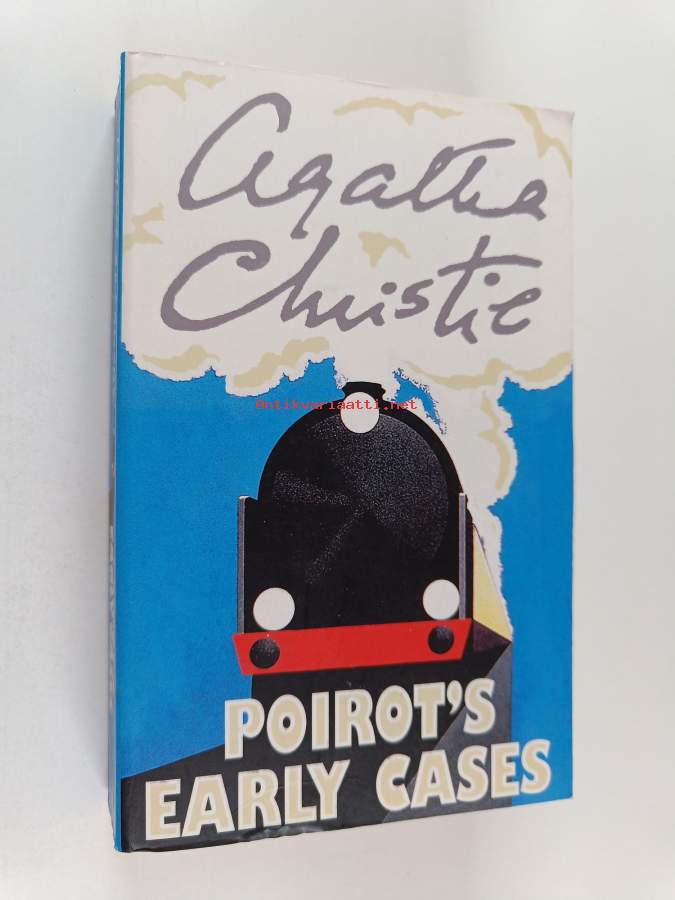 Agatha
Christie
Antikvariaatti.net
POIROT'S
EARLY CASES